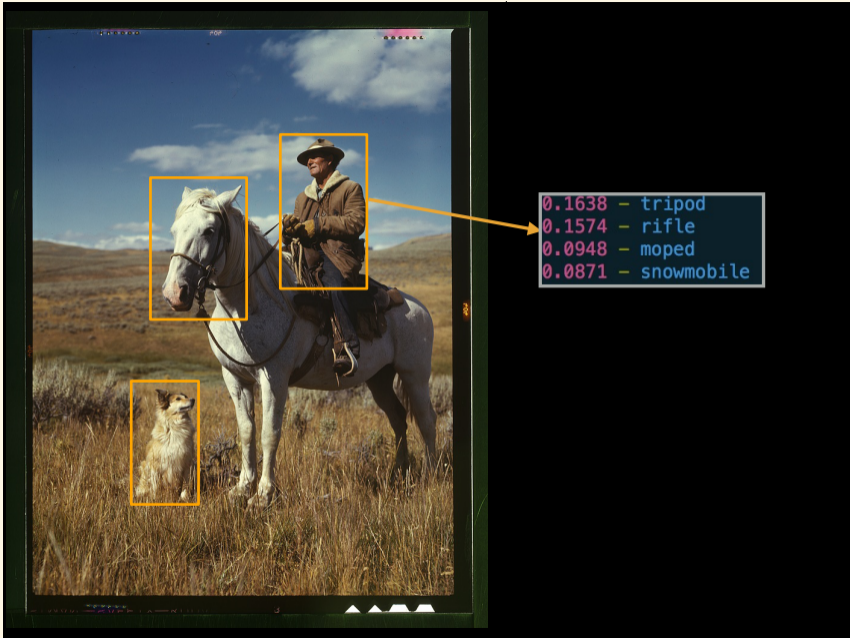 0.1638 – tripod
0.1574 – rifle
0.0948 – moped
0.0871 – snowmobile